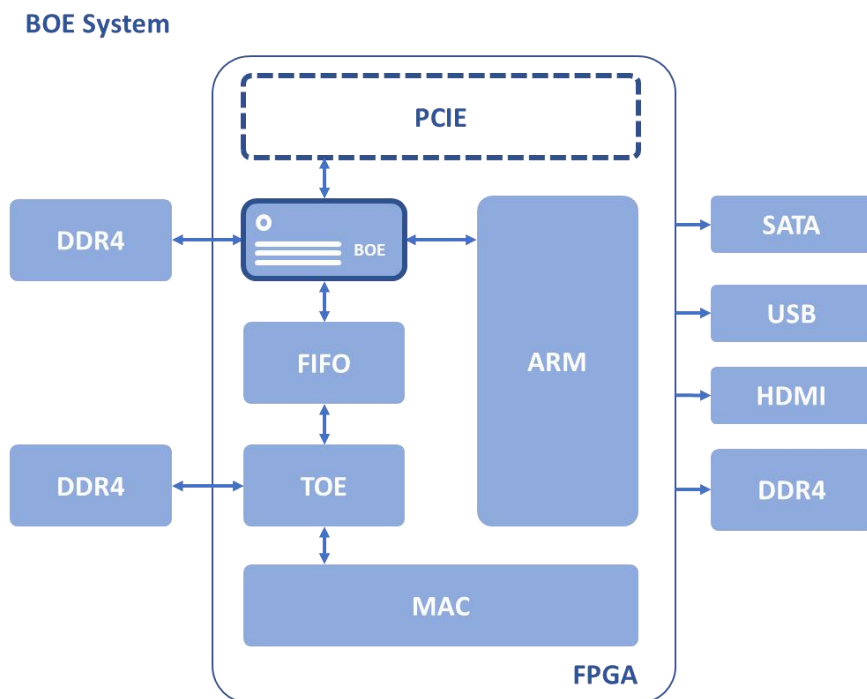 BOE System
PCIE
DDR4
BOE
SATA
USB
FIFO
ARM
HDMI
DDR4
TOE
DDR4
MAC
FPGA